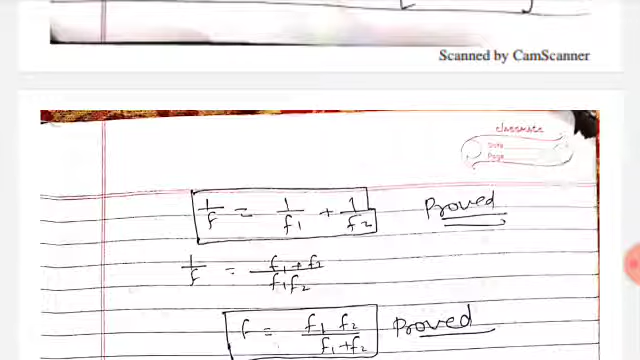 Scanned by CamScanner
classmate
Date
Page
1/f = 1/f1 + 1/f2 Proved
1/f = f1+f2/f1f2
f = f1 f2/f1+f2 Proved